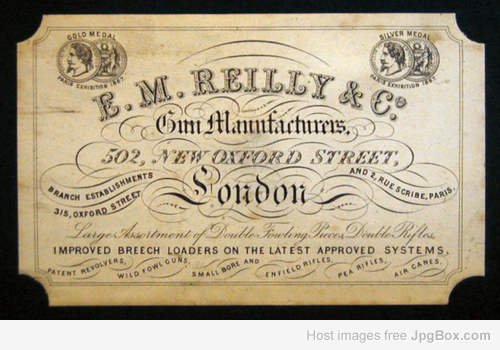 GOLD MEDAL
PARIS EXHIBITION 1867.
SILVER MEDAL
PARIS EXHIBITION 1867.
E. M. REILLY & Co
Gun Manufacturers,
502, NEW OXFORD STREET,
BRANCH ESTABLISHMENTS
315, OXFORD STREET
AND 2, RUE SCRIBE, PARIS.
London
Large Assortment of Double Fowling Pieces, Double Rifles,
IMPROVED BREECH LOADERS ON THE LATEST APPROVED SYSTEMS,
PATENT REVOLVERS, WILD FOWL GUNS, SMALL BORE AND ENFIELD RIFLES, PEA RIFLES, AIR CANES.
Host images free JpgBox.com